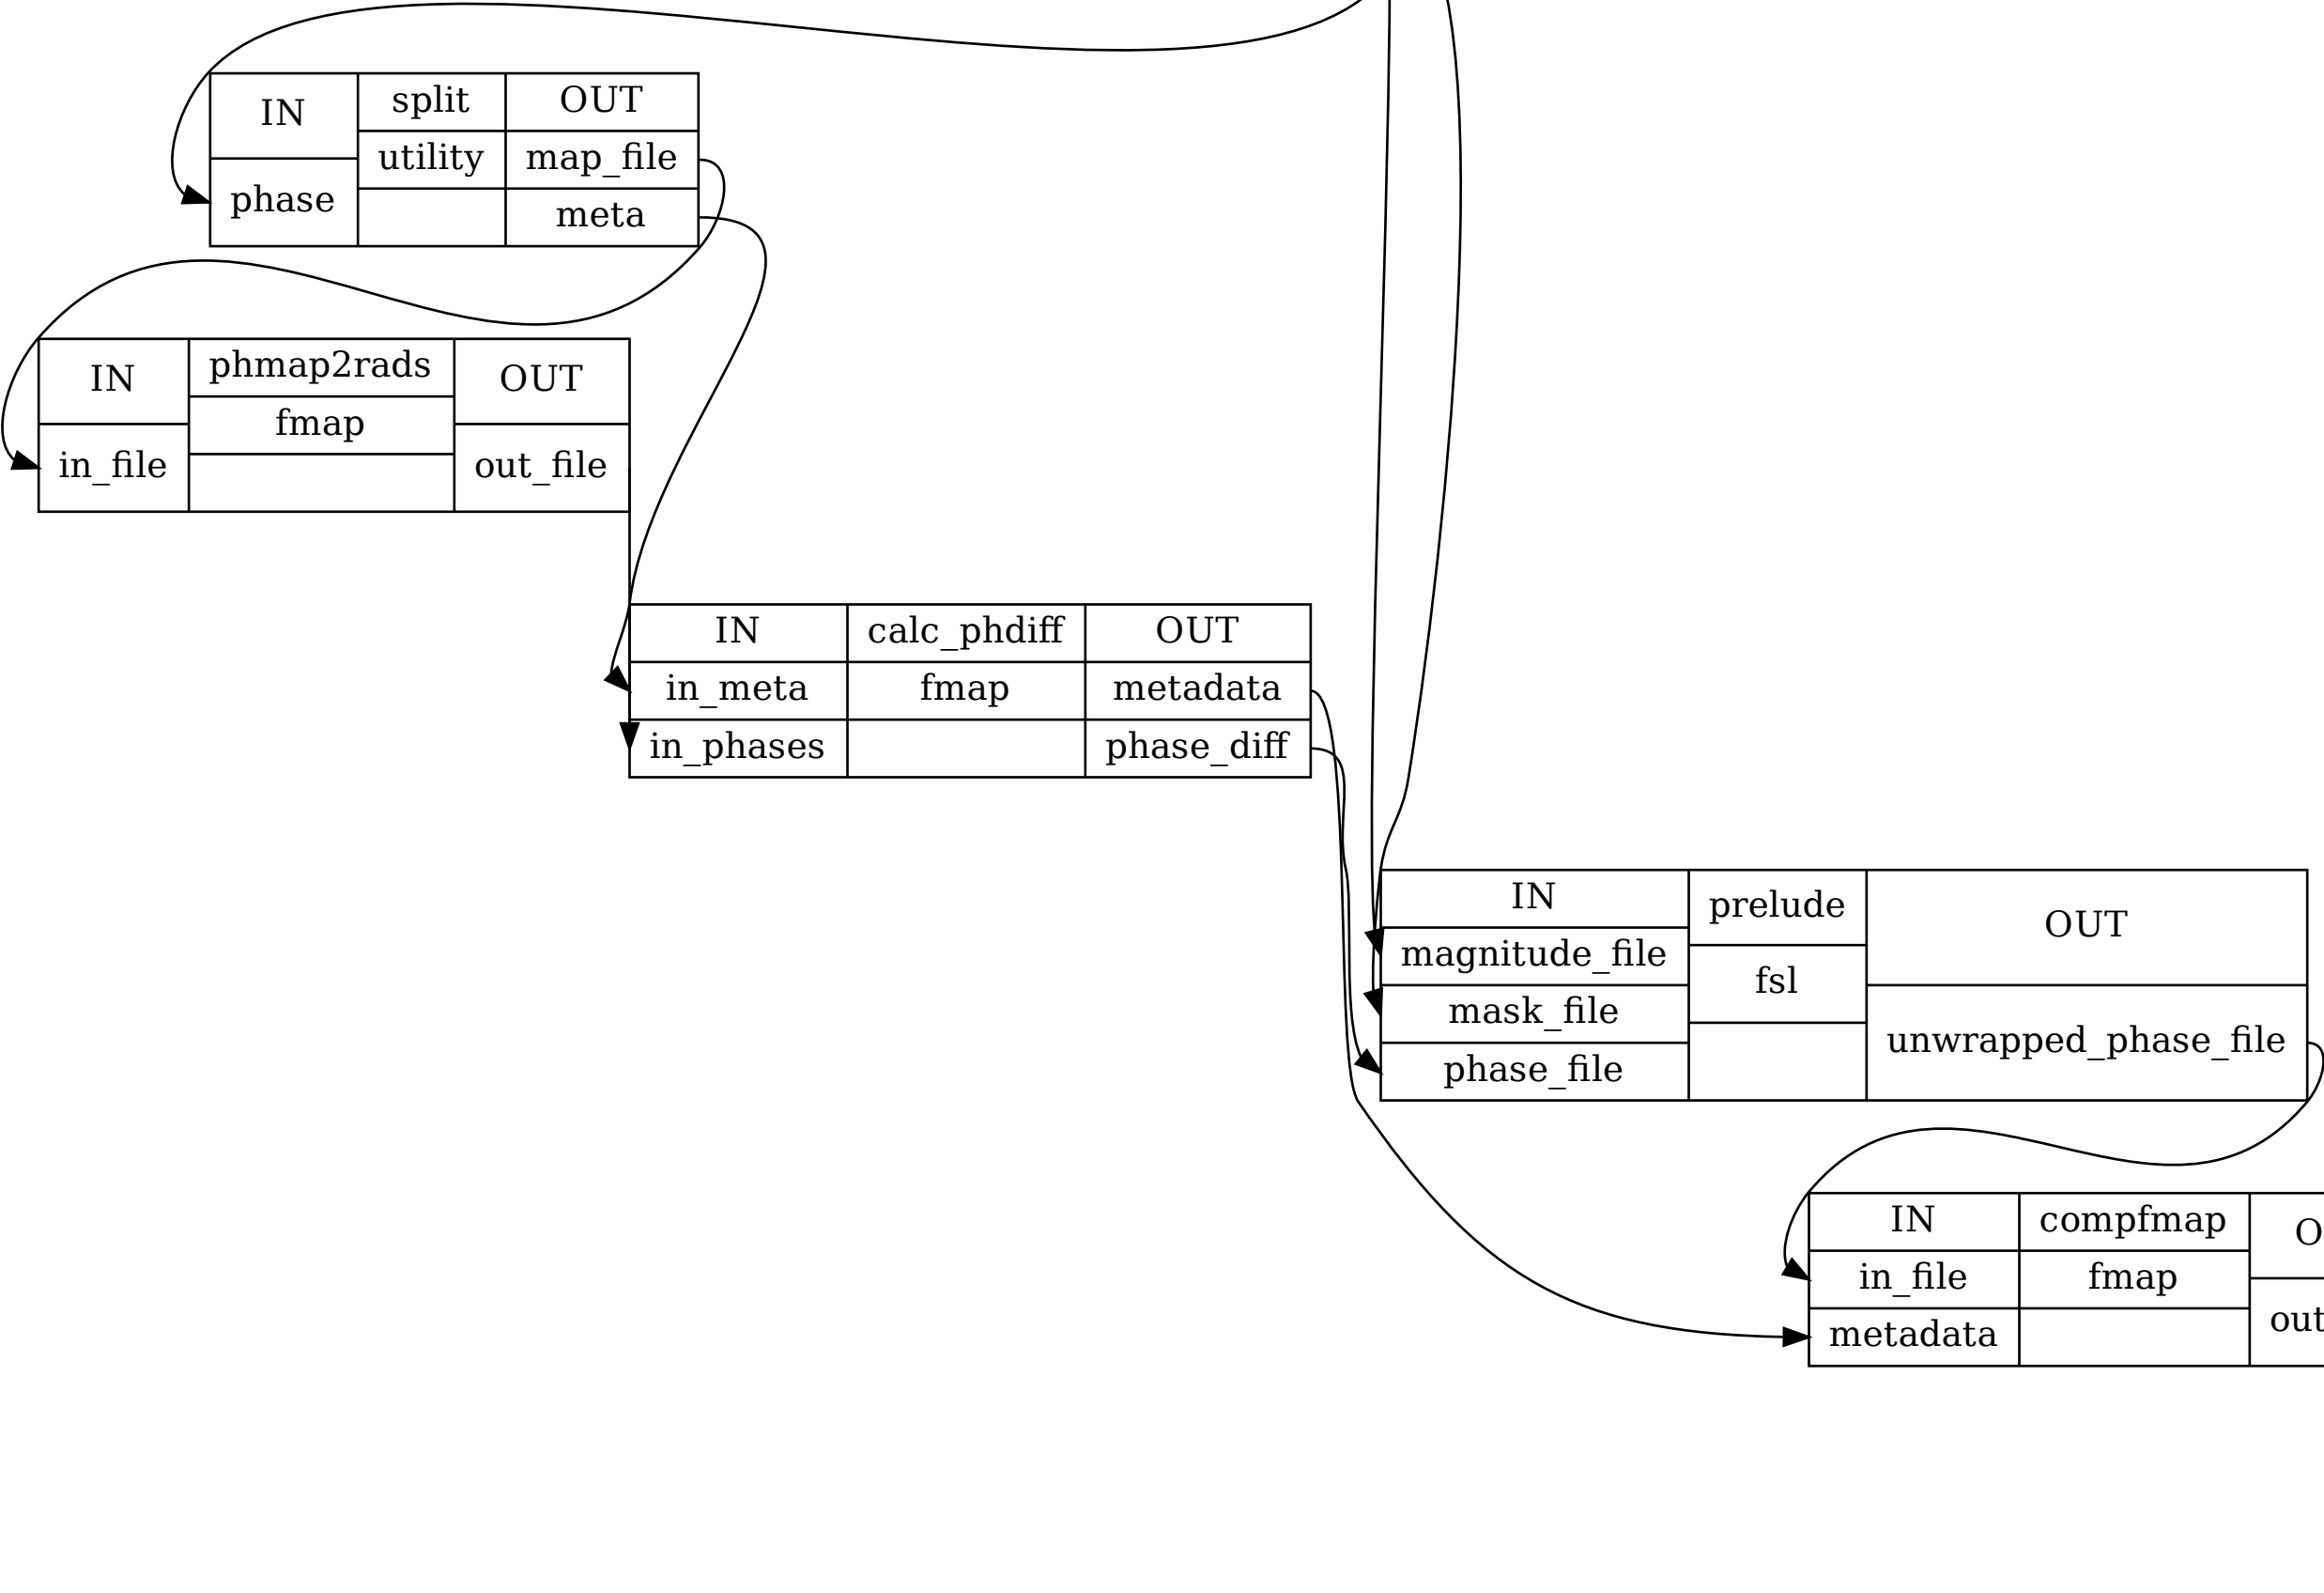 IN
phase
split
utility
OUT
map_file
meta
IN
in_file
phmap2rads
fmap
OUT
out_file
IN
in_meta
in_phases
calc_phdiff
fmap
OUT
metadata
phase_diff
IN
magnitude_file
mask_file
phase_file
prelude
fsl
OUT
unwrapped_phase_file
IN
in_file
metadata
compfmap
fmap
O
out